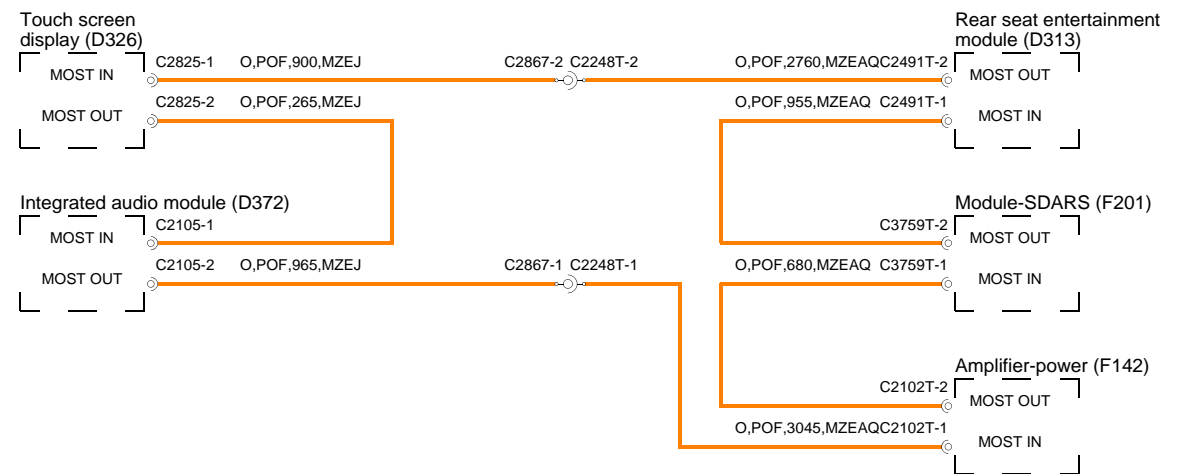 Touch screen
display (D326)
Rear seat entertainment
module (D313)
C2825-1 O,POF,900,MZEJ C2867-2 C2248T-2 O,POF,2760,MZEAQC2491T-2
MOST IN MOST OUT
C2825-2 O,POF,265,MZEJ O,POF,955,MZEAQ C2491T-1
MOST OUT MOST IN
Integrated audio module (D372) Module-SDARS (F201)
C2105-1 C3759T-2
MOST IN MOST OUT
C2105-2 O,POF,965,MZEJ C2867-1 C2248T-1 O,POF,680,MZEAQ C3759T-1
MOST OUT MOST IN
Amplifier-power (F142)
C2102T-2
MOST OUT
O,POF,3045,MZEAQC2102T-1
MOST IN